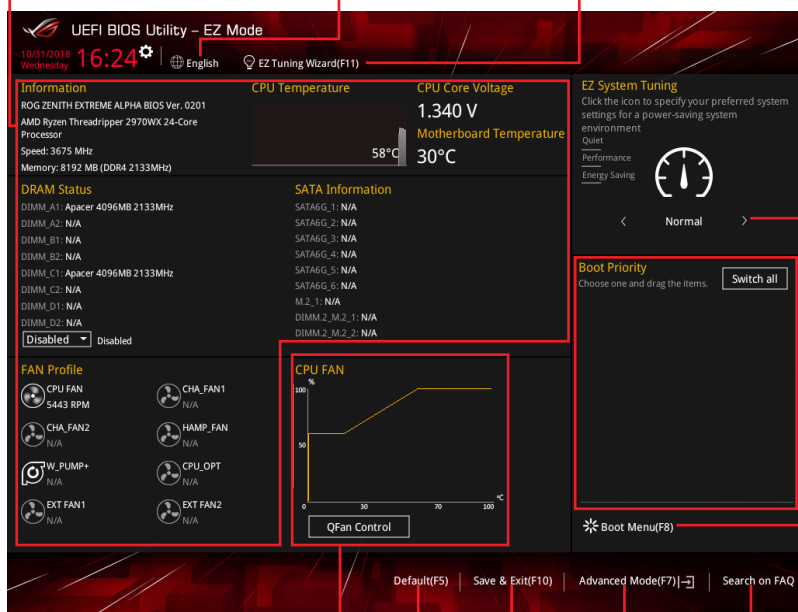 UEFI BIOS Utility – EZ Mode
10/31/2018
Wednesday
16:24
English
EZ Tuning Wizard(F11)
Information
ROG ZENITH EXTREME ALPHA BIOS Ver. 0201
AMD Ryzen Threadripper 2970WX 24-Core
Processor
Speed: 3675 MHz
Memory: 8192 MB (DDR4 2133MHz)
CPU Temperature
58°C
CPU Core Voltage
1.340 V
Motherboard Temperature
30°C
EZ System Tuning
Click the icon to specify your preferred system
settings for a power-saving system
environment
Quiet
Performance
Energy Saving
Normal
DRAM Status
DIMM_A1: Apacer 4096MB 2133MHz
DIMM_A2: N/A
DIMM_B1: N/A
DIMM_B2: N/A
DIMM_C1: Apacer 4096MB 2133MHz
DIMM_C2: N/A
DIMM_D1: N/A
DIMM_D2: N/A
Disabled
Disabled
SATA Information
SATA6G_1: N/A
SATA6G_2: N/A
SATA6G_3: N/A
SATA6G_4: N/A
SATA6G_5: N/A
SATA6G_6: N/A
M.2_1: N/A
DIMM.2_M.2_1: N/A
DIMM.2_M.2_2: N/A
Boot Priority
Choose one and drag the items.
Switch all
FAN Profile
CPU FAN
5443 RPM
CHA_FAN1
N/A
CHA_FAN2
N/A
HAMP_FAN
N/A
W_PUMP+
N/A
CPU_OPT
N/A
EXT FAN1
N/A
EXT FAN2
N/A
CPU FAN
%
100
50
0
30
70
100
°C
QFan Control
Boot Menu(F8)
Default(F5)
Save & Exit(F10)
Advanced Mode(F7)
Search on FAQ